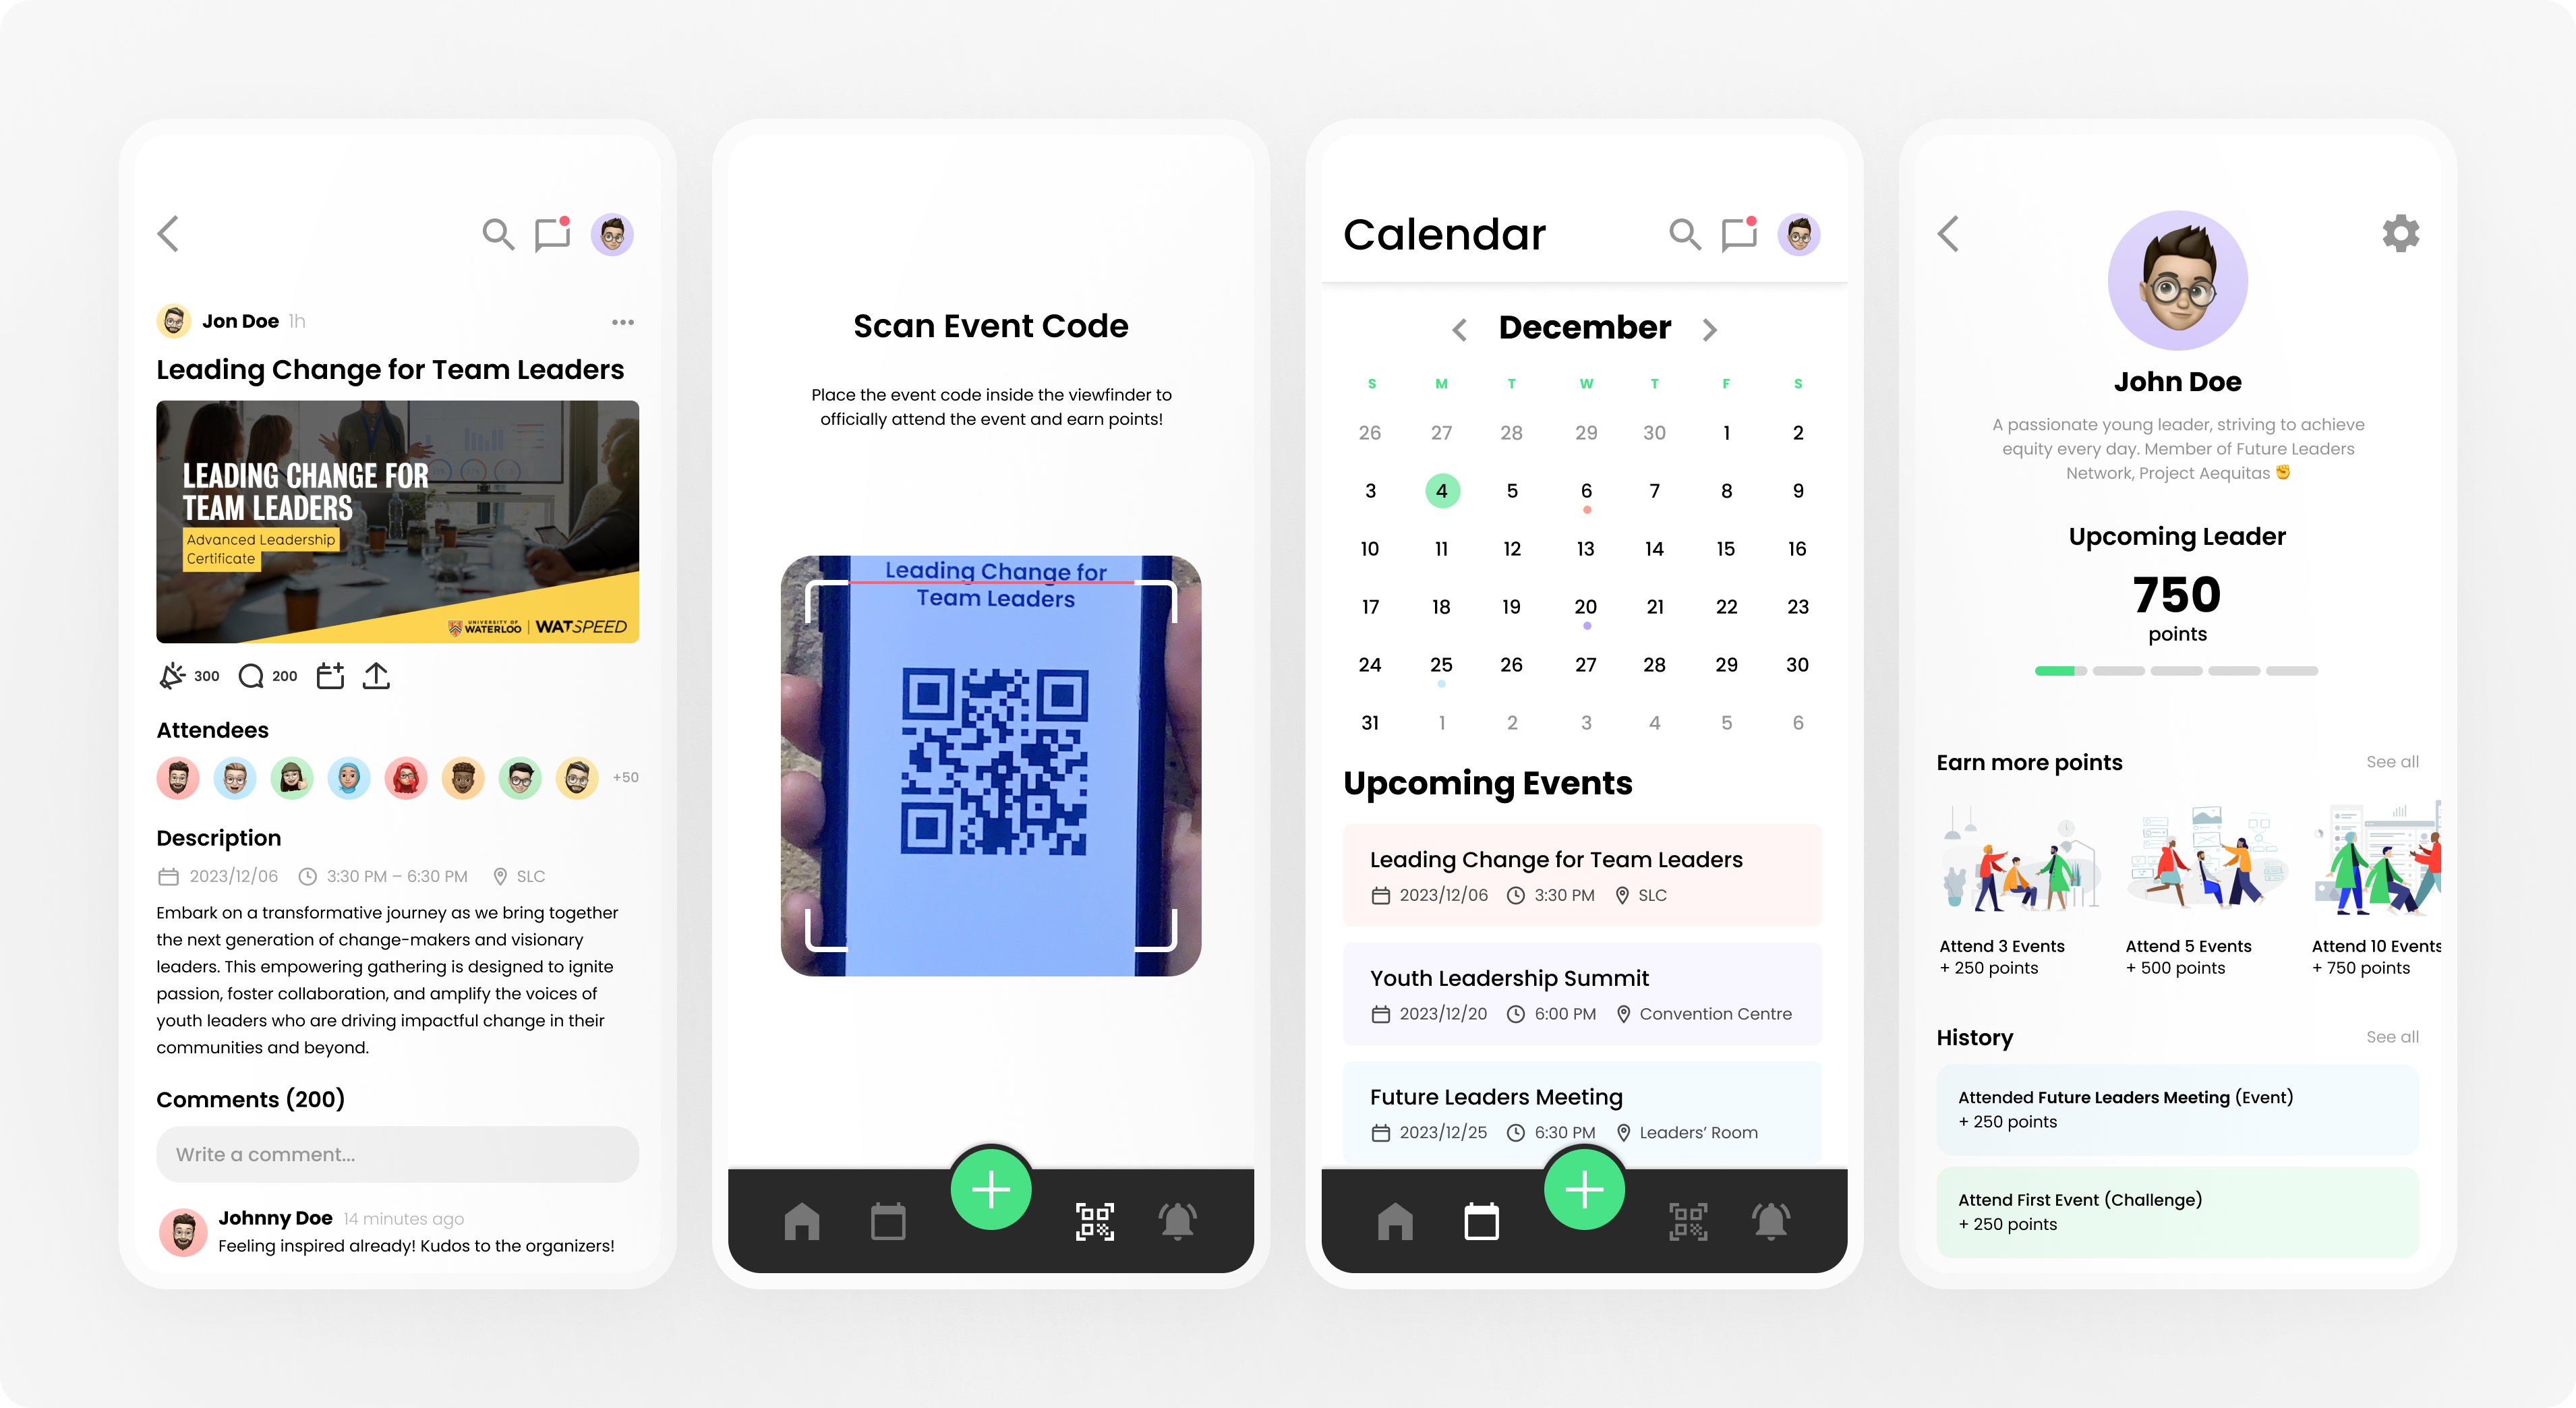 Jon Doe 1h
Leading Change for Team Leaders
LEADING CHANGE FOR
TEAM LEADERS
Advanced Leadership
Certificate
UNIVERSITY OF
WATERLOO | WATSPEED
300 200
Attendees
+50
Description
2023/12/06 3:30 PM – 6:30 PM SLC
Embark on a transformative journey as we bring together
the next generation of change-makers and visionary
leaders. This empowering gathering is designed to ignite
passion, foster collaboration, and amplify the voices of
youth leaders who are driving impactful change in their
communities and beyond.
Comments (200)
Write a comment...
Johnny Doe 14 minutes ago
Feeling inspired already! Kudos to the organizers!
Scan Event Code
Place the event code inside the viewfinder to
officially attend the event and earn points!
Leading Change for
Team Leaders
Calendar
December
S M T W T F S
26 27 28 29 30 1 2
3 4 5 6 7 8 9
10 11 12 13 14 15 16
17 18 19 20 21 22 23
24 25 26 27 28 29 30
31 1 2 3 4 5 6
Upcoming Events
Leading Change for Team Leaders
2023/12/06 3:30 PM SLC
Youth Leadership Summit
2023/12/20 6:00 PM Convention Centre
Future Leaders Meeting
2023/12/25 6:30 PM Leaders' Room
John Doe
A passionate young leader, striving to achieve
equity every day. Member of Future Leaders
Network, Project Aequitas ✊
Upcoming Leader
750
points
Earn more points See all
Attend 3 Events Attend 5 Events Attend 10 Events
+ 250 points + 500 points + 750 points
History See all
Attended Future Leaders Meeting (Event)
+ 250 points
Attend First Event (Challenge)
+ 250 points